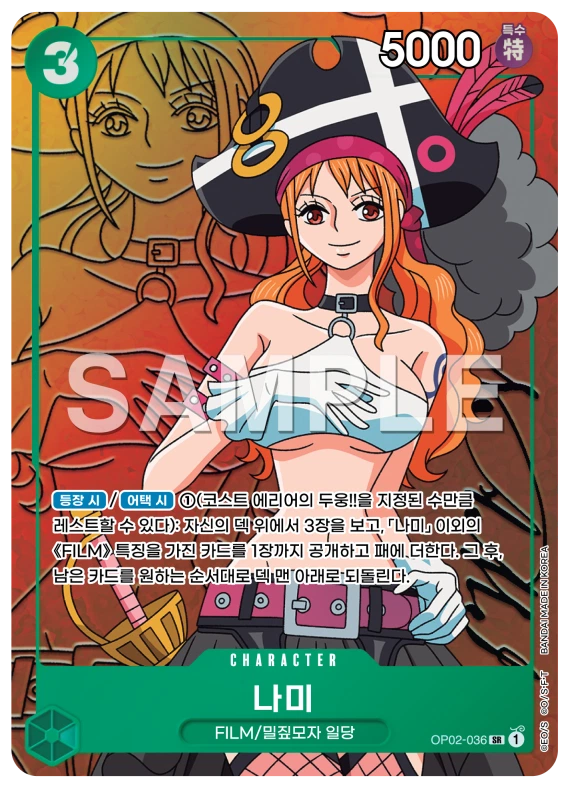 3
5000
특수
特
SAMPLE
등장 시 / 어택 시 ①(코스트 에리어의 두웅!!을 지정된 수만큼
레스트할 수 있다): 자신의 덱 위에서 3장을 보고, 「나미」 이외의
《FILM》 특징을 가진 카드를 1장까지 공개하고 패에 더한다. 그 후,
남은 카드를 원하는 순서대로 덱 맨 아래로 되돌린다.
CHARACTER
나미
FILM/밀짚모자 일당
OP02-036 SR 1
©EO/S ©O/S·F·T BANDAI MADE IN KOREA